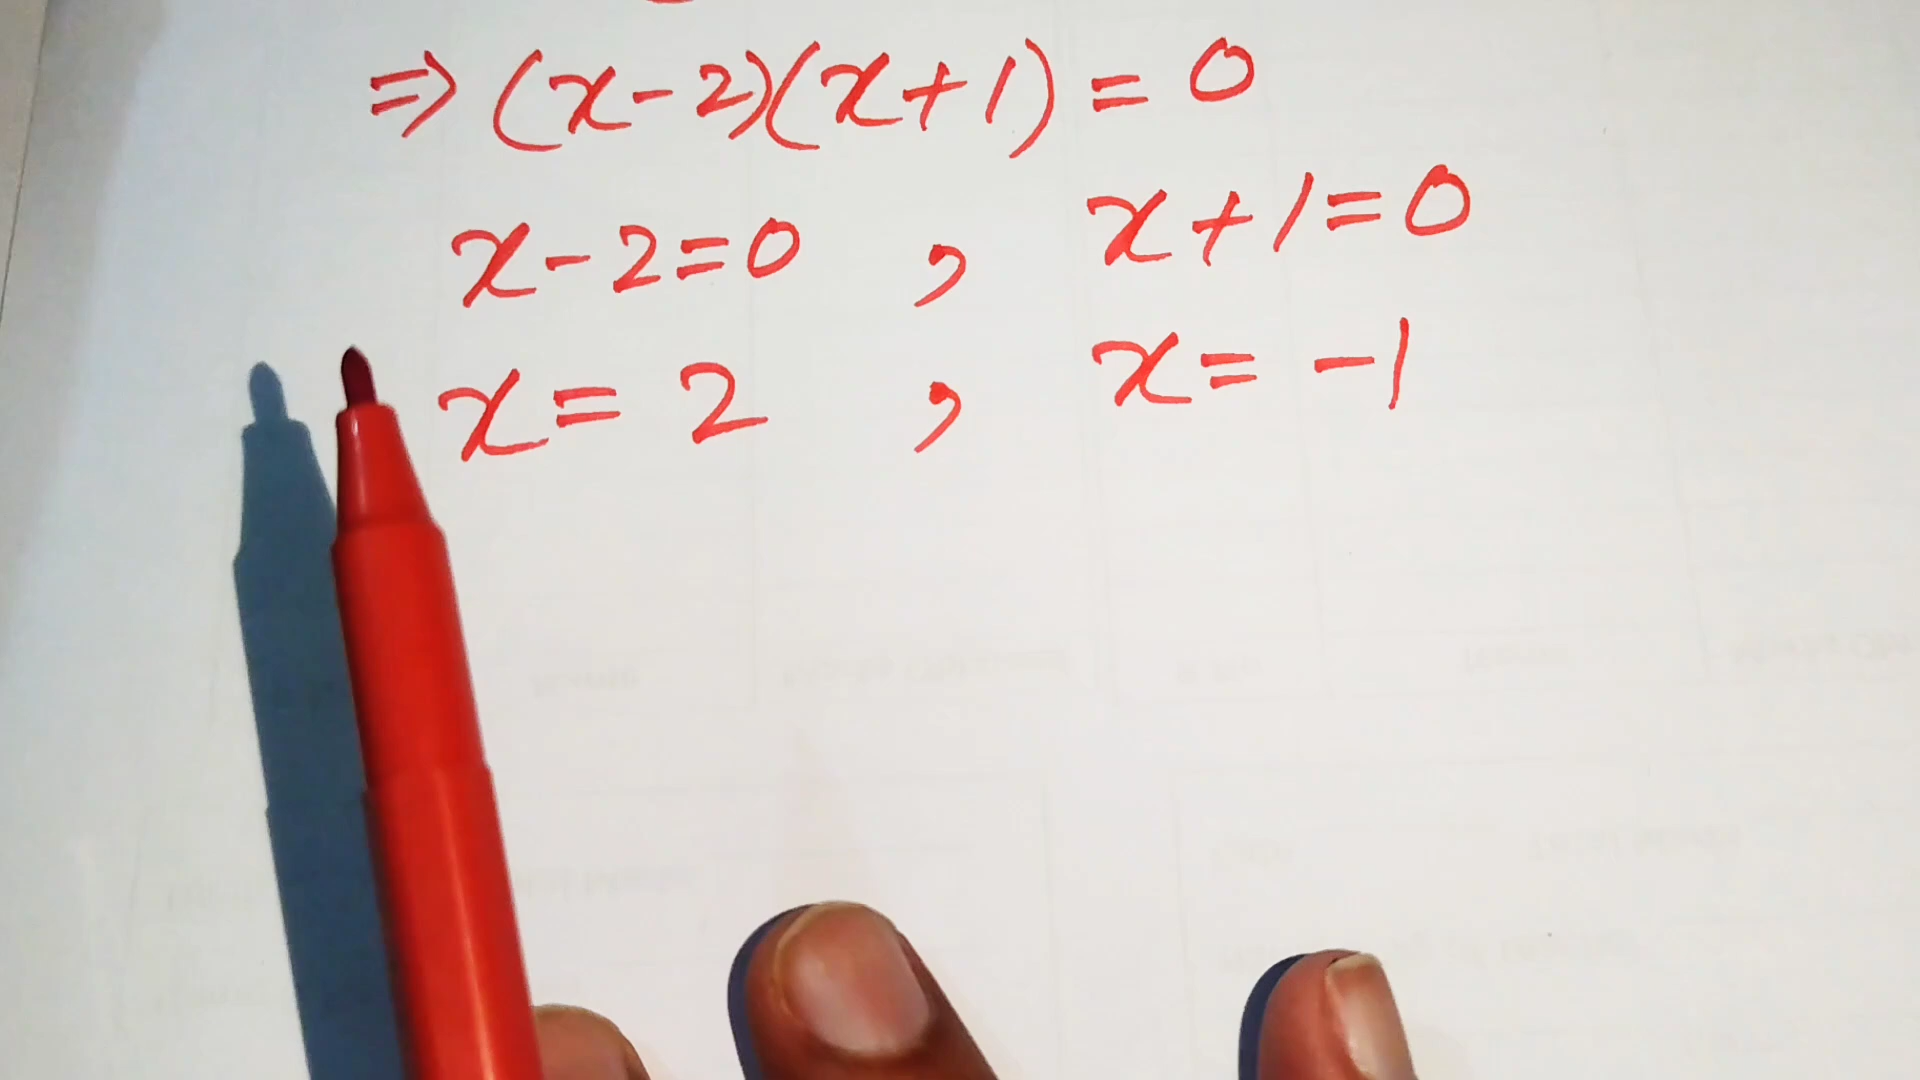 ⇒ (x-2)(x+1) = 0
x-2=0 , x+1=0
x= 2 , x= -1